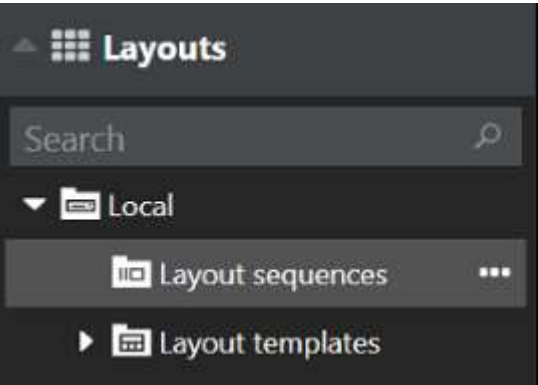 Layouts
Search
Local
Layout sequences
Layout templates